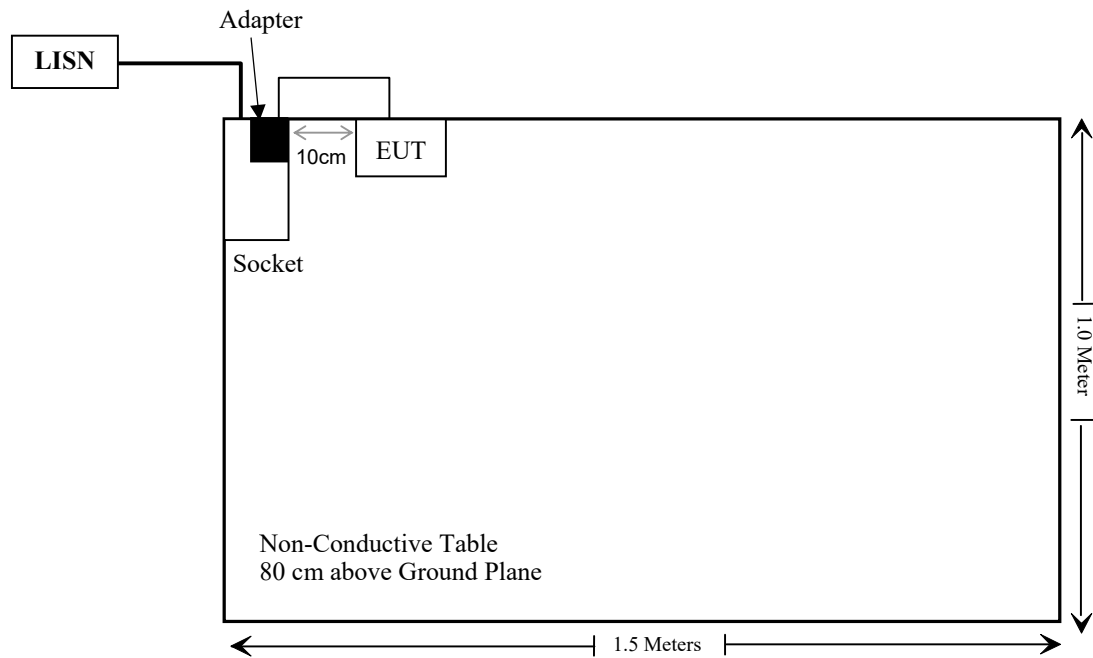 Adapter
LISN
10cm
EUT
Socket
1.0 Meter
Non-Conductive Table
80 cm above Ground Plane
1.5 Meters